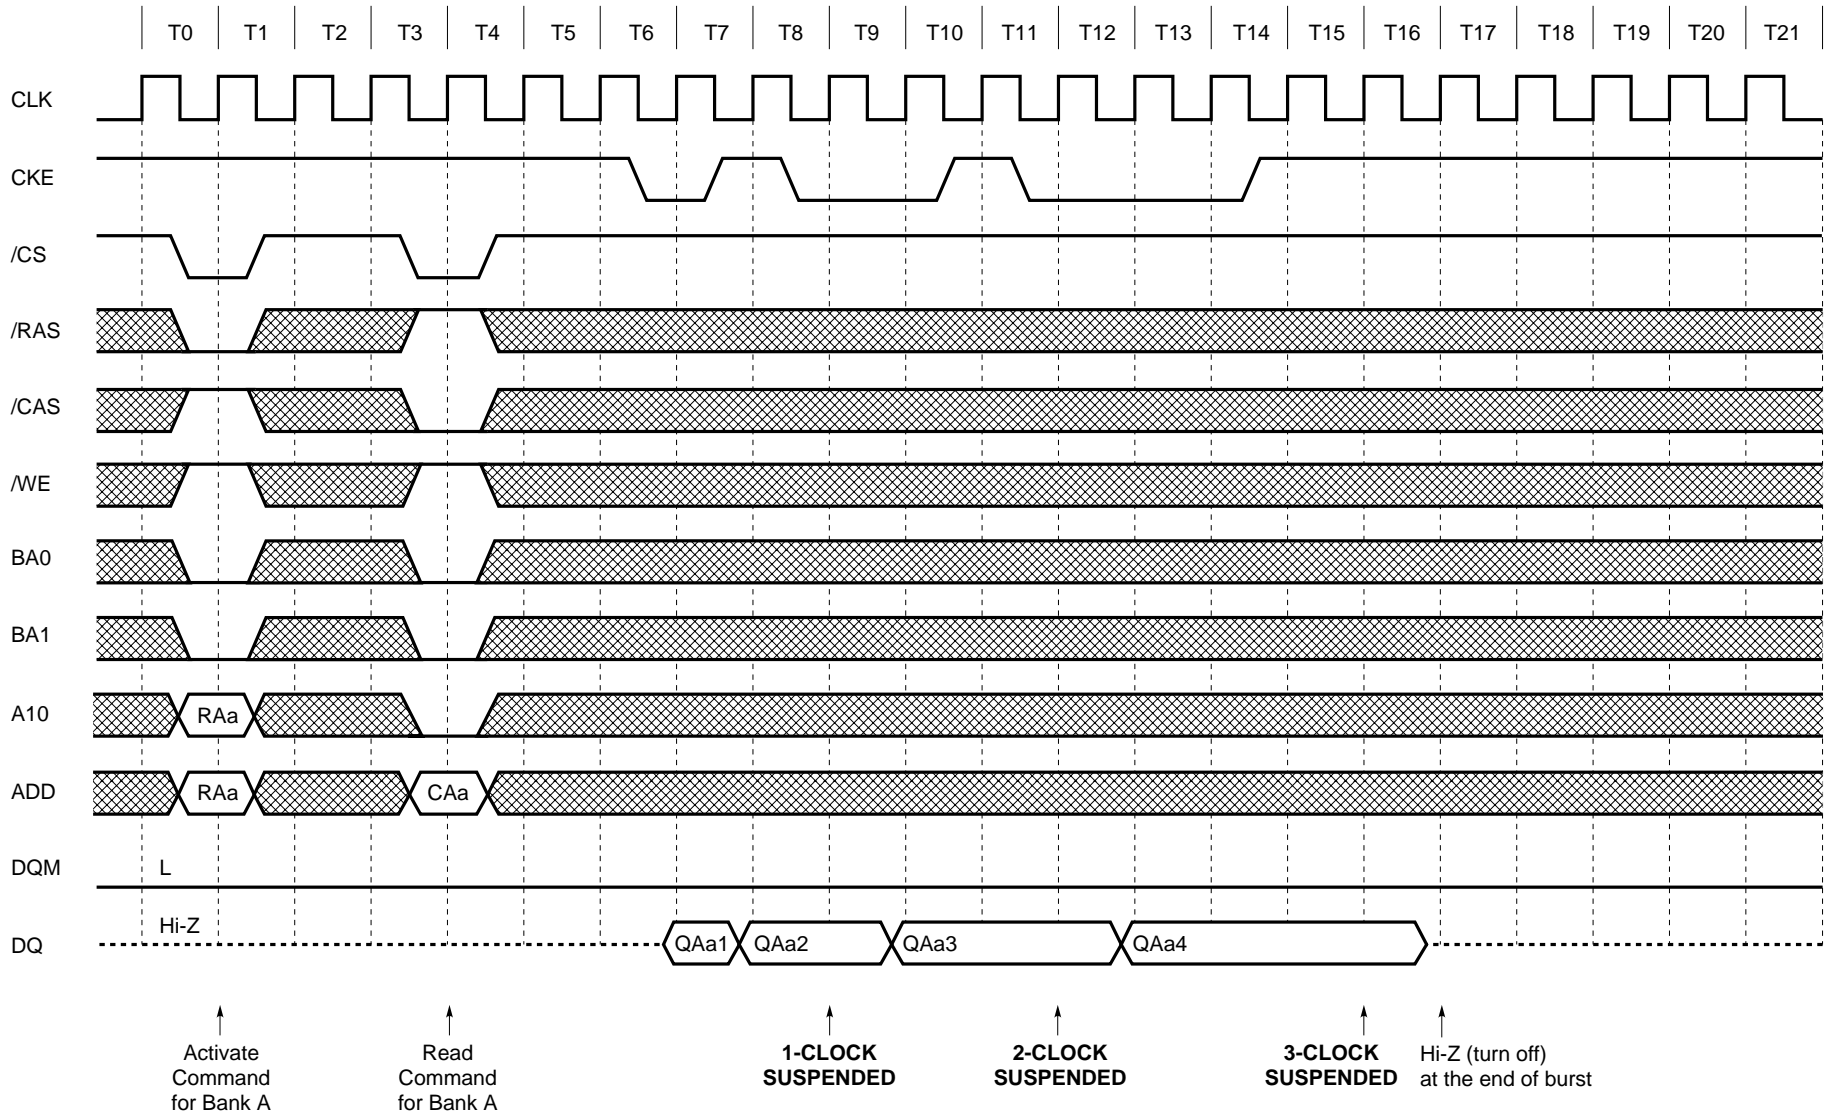 T0 T1 T2 T3 T4 T5 T6 T7 T8 T9 T10 T11 T12 T13 T14 T15 T16 T17 T18 T19 T20 T21
CLK
CKE
/CS
/RAS
/CAS
/WE
BA0
BA1
A10 RAa
ADD RAa CAa
DQM L
Hi-Z
DQ QAa1 QAa2 QAa3 QAa4
Activate
Command
for Bank A
Read
Command
for Bank A
1-CLOCK
SUSPENDED
2-CLOCK
SUSPENDED
3-CLOCK
SUSPENDED
Hi-Z (turn off)
at the end of burst